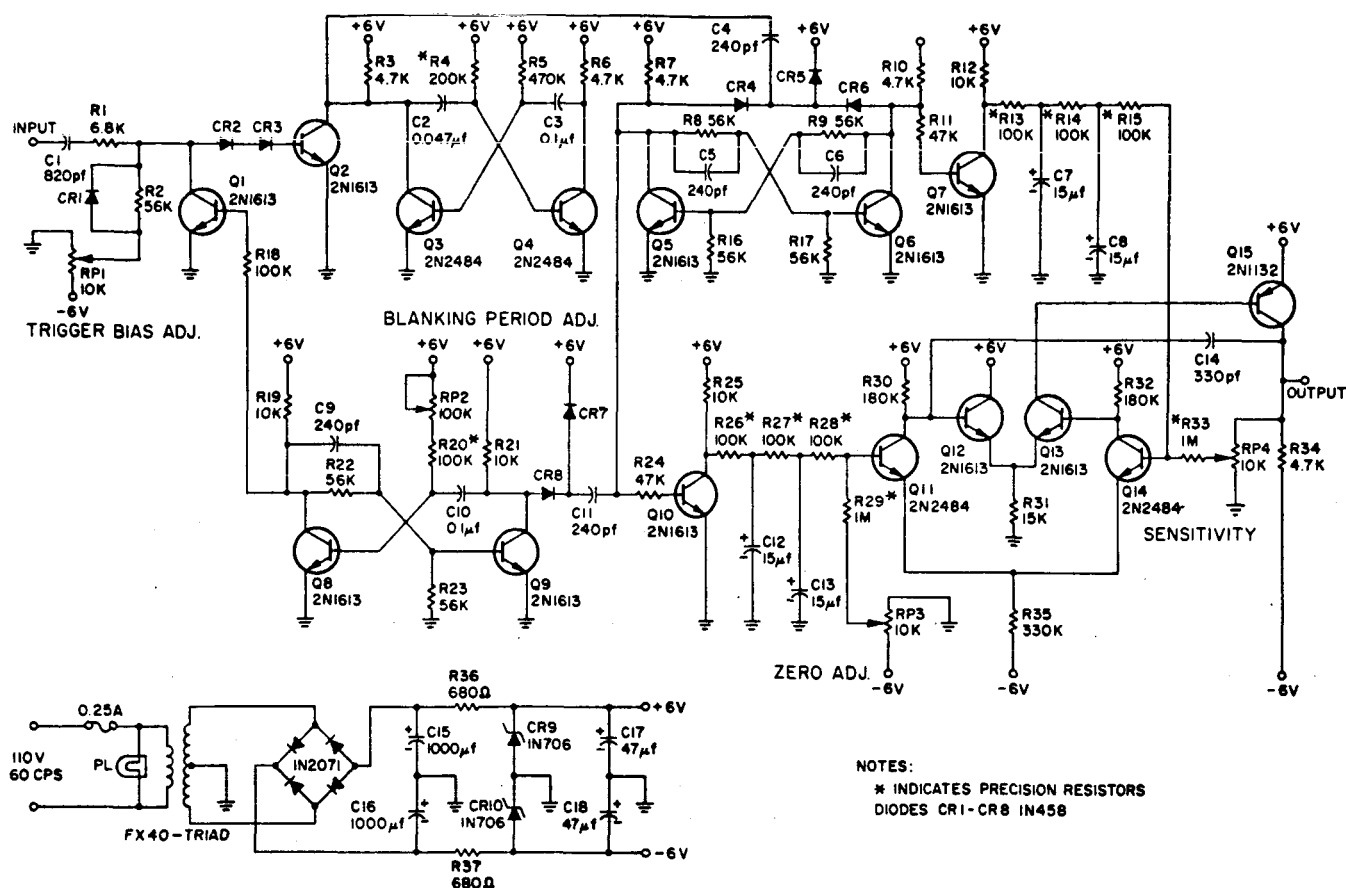 +6V
+6V
+6V
+6V
+6V
C4
240pf
+6V
+6V
R3
4.7K
*R4
200K
R5
470K
R6
4.7K
R7
4.7K
CR5
R10
4.7K
R12
10K
CR4
CR6
R1
6.8K
INPUT
C1
820pf
CR2
CR3
Q2
2N1613
C2
0.047µf
C3
0.1µf
R8 56K
R9 56K
R11
47K
*R13
100K
*R14
100K
*R15
100K
CR1
R2
56K
Q1
2N1613
C5
240pf
C6
240pf
Q7
2N1613
C7
15µf
+
-
R18
100K
Q3
2N2484
Q4
2N2484
Q5
2N1613
R16
56K
R17
56K
Q6
2N1613
C8
15µf
+
-
RP1
10K
-6V
TRIGGER BIAS ADJ.
Q15
2N1132
+6V
BLANKING PERIOD ADJ.
+6V
+6V
+6V
+6V
+6V
+6V
+6V
+6V
C14
330pf
OUTPUT
R19
10K
C9
240pf
RP2
100K
R20*
100K
R21
10K
CR7
R25
10K
R26*
100K
R27*
100K
R28*
100K
R30
180K
R32
180K
*R33
1M
RP4
10K
R34
4.7K
R22
56K
C10
0.1µf
CR8
C11
240pf
R24
47K
Q10
2N1613
Q12
2N1613
Q13
2N1613
Q11
2N2484
R31
15K
Q14
2N2484
SENSITIVITY
R29*
1M
Q8
2N1613
R23
56K
Q9
2N1613
C12
15µf
+
-
C13
15µf
+
-
RP3
10K
R35
330K
ZERO ADJ.
-6V
-6V
-6V
0.25A
R36
680Ω
+6V
110V
60 CPS
PL
1N2071
C15
1000µf
+
-
CR9
1N706
C17
47µf
+
-
C16
1000µf
+
-
CR10
1N706
C18
47µf
+
-
FX40-TRIAD
R37
680Ω
-6V
NOTES:
* INDICATES PRECISION RESISTORS
DIODES CR1-CR8 1N458